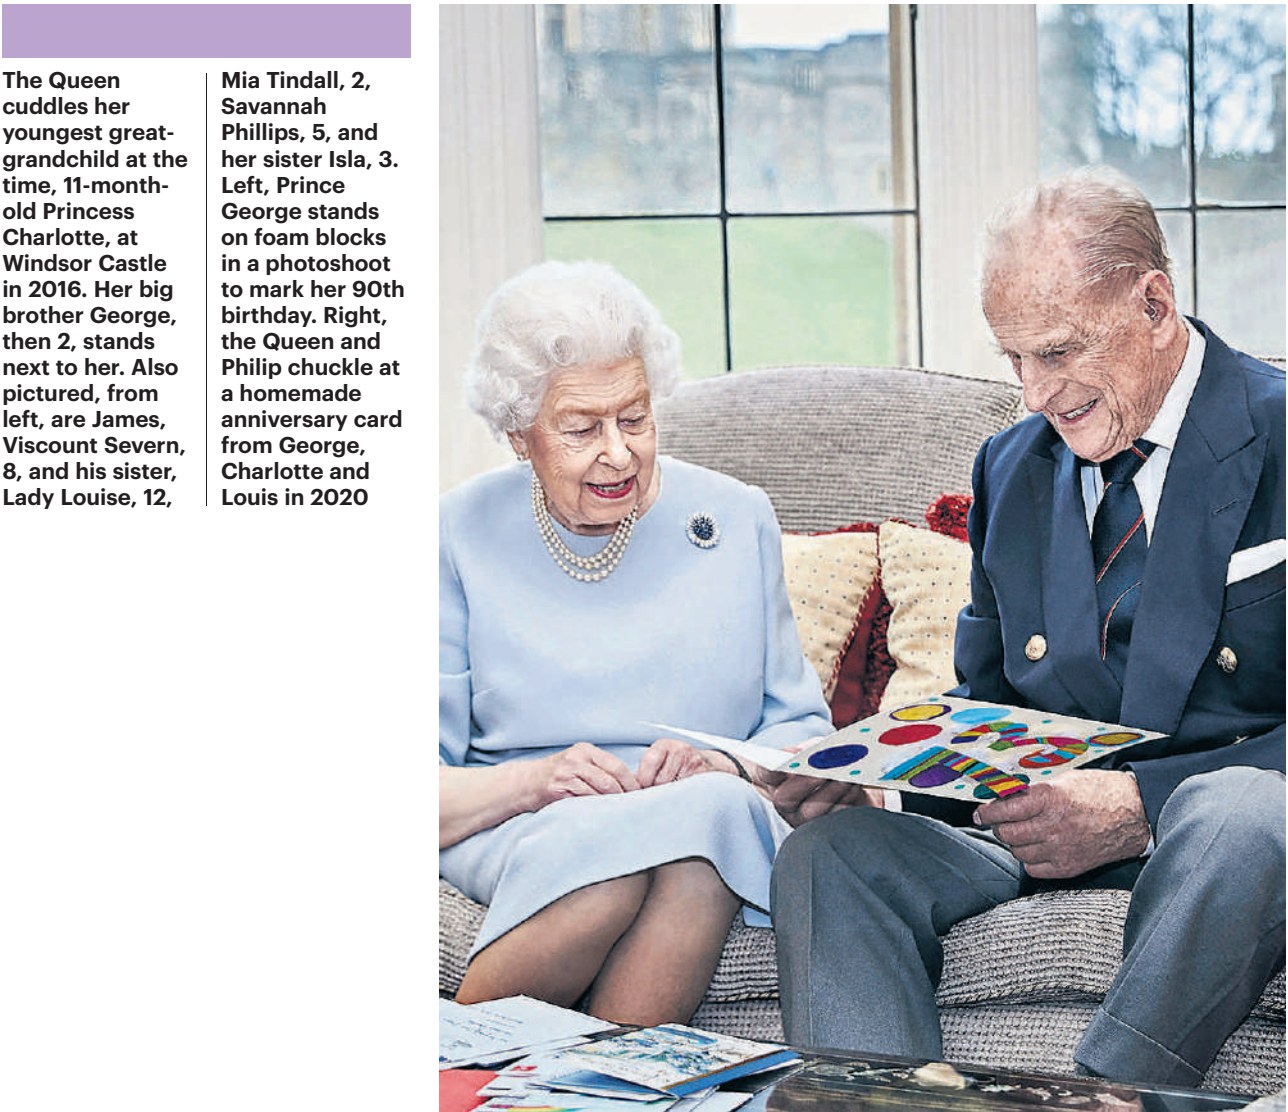 The Queen
cuddles her
youngest great-
grandchild at the
time, 11-month-
old Princess
Charlotte, at
Windsor Castle
in 2016. Her big
brother George,
then 2, stands
next to her. Also
pictured, from
left, are James,
Viscount Severn,
8, and his sister,
Lady Louise, 12,
Mia Tindall, 2,
Savannah
Phillips, 5, and
her sister Isla, 3.
Left, Prince
George stands
on foam blocks
in a photoshoot
to mark her 90th
birthday. Right,
the Queen and
Philip chuckle at
a homemade
anniversary card
from George,
Charlotte and
Louis in 2020